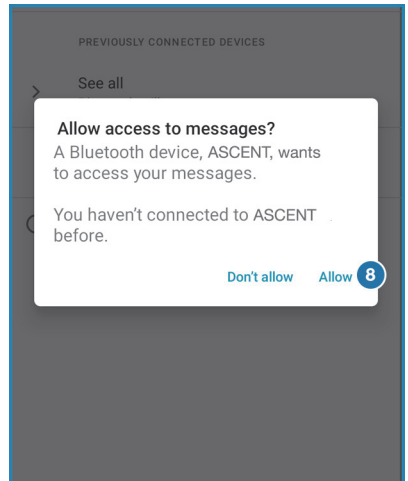 PREVIOUSLY CONNECTED DEVICES
See all
Allow access to messages?
A Bluetooth device, ASCENT, wants
to access your messages.
You haven’t connected to ASCENT
before.
Don’t allow Allow 8